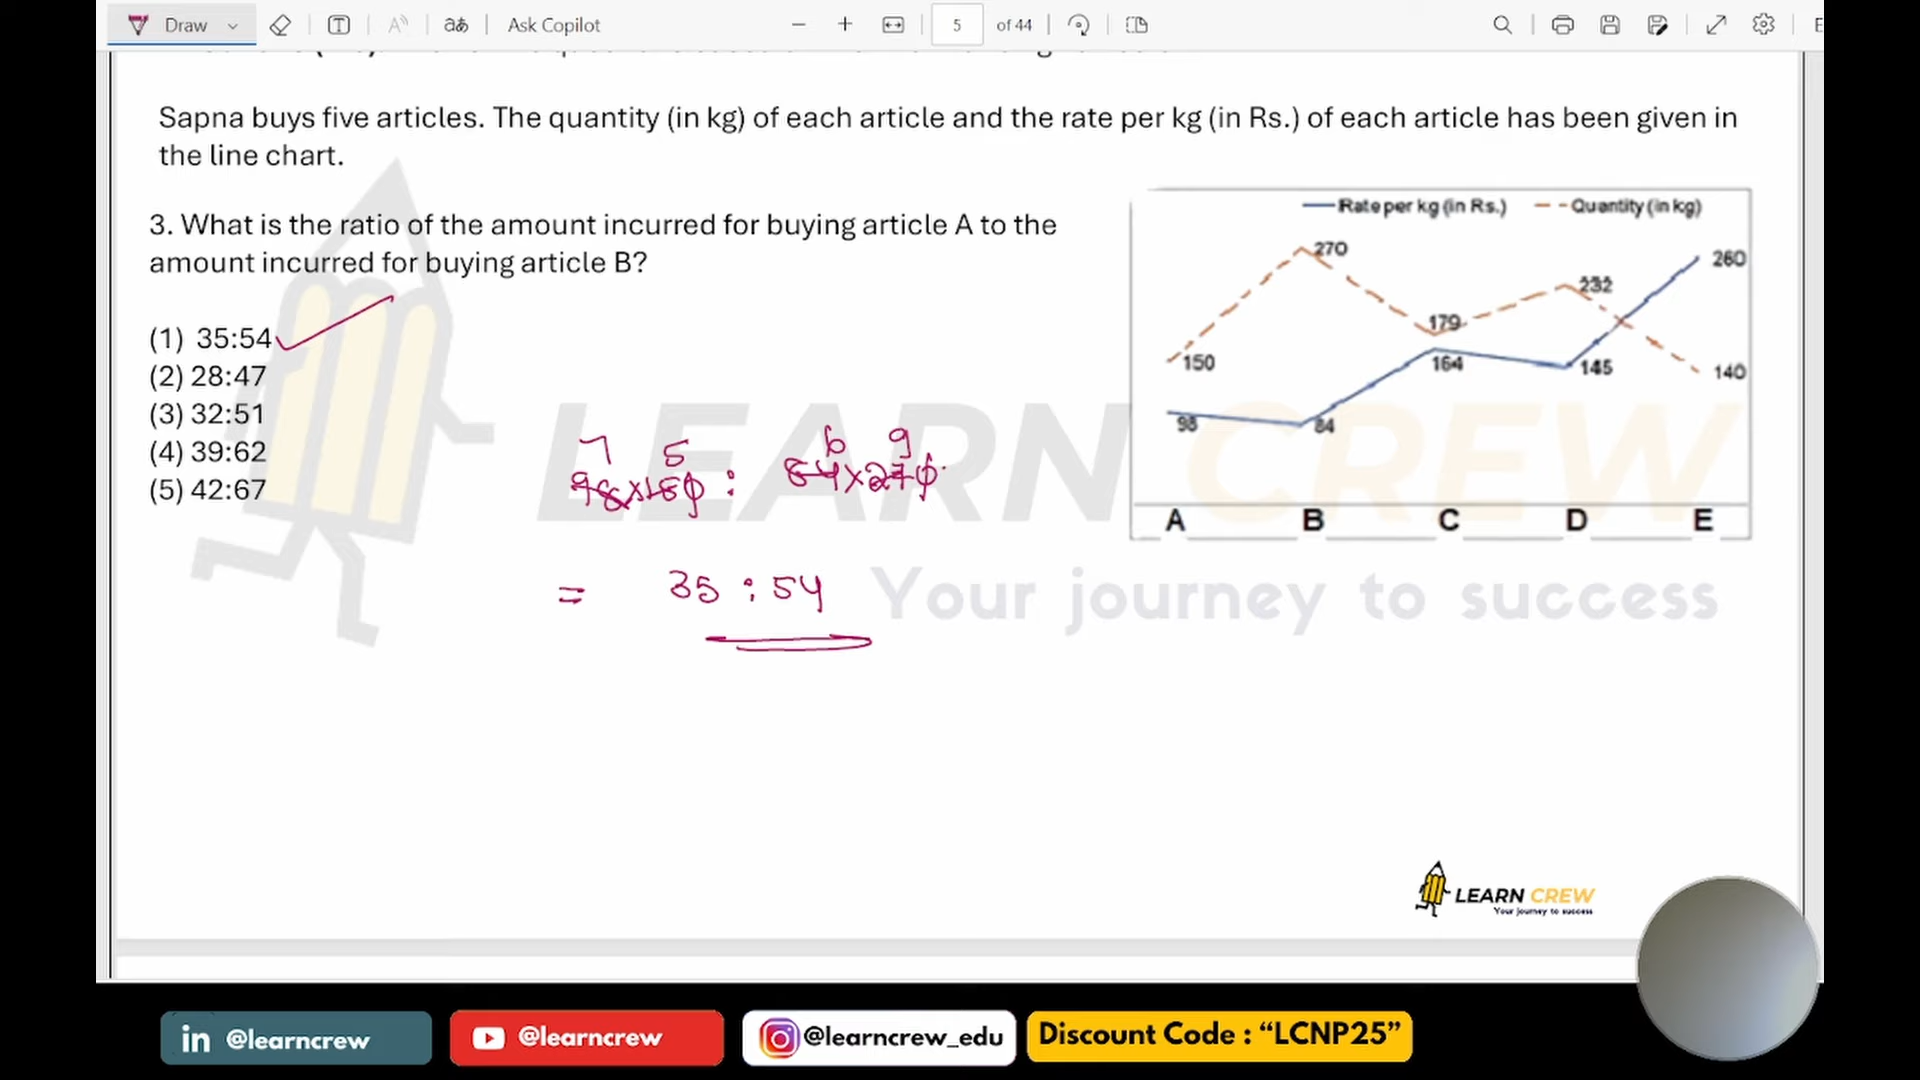 Draw
Ask Copilot
5 of 44
Sapna buys five articles. The quantity (in kg) of each article and the rate per kg (in Rs.) of each article has been given in
the line chart.
3. What is the ratio of the amount incurred for buying article A to the
amount incurred for buying article B?
(1) 35:54
(2) 28:47
(3) 32:51
(4) 39:62
(5) 42:67
Rate per kg (in Rs.) Quantity (in kg)
270
260
232
179
150
164
145
140
98
84
A B C D E
7 5 6 9
98x150 : 84x270
= 35 : 54
LEARN CREW
Your journey to success
LEARN CREW
Your journey to success
in @learncrew
@learncrew
@learncrew_edu
Discount Code : “LCNP25”